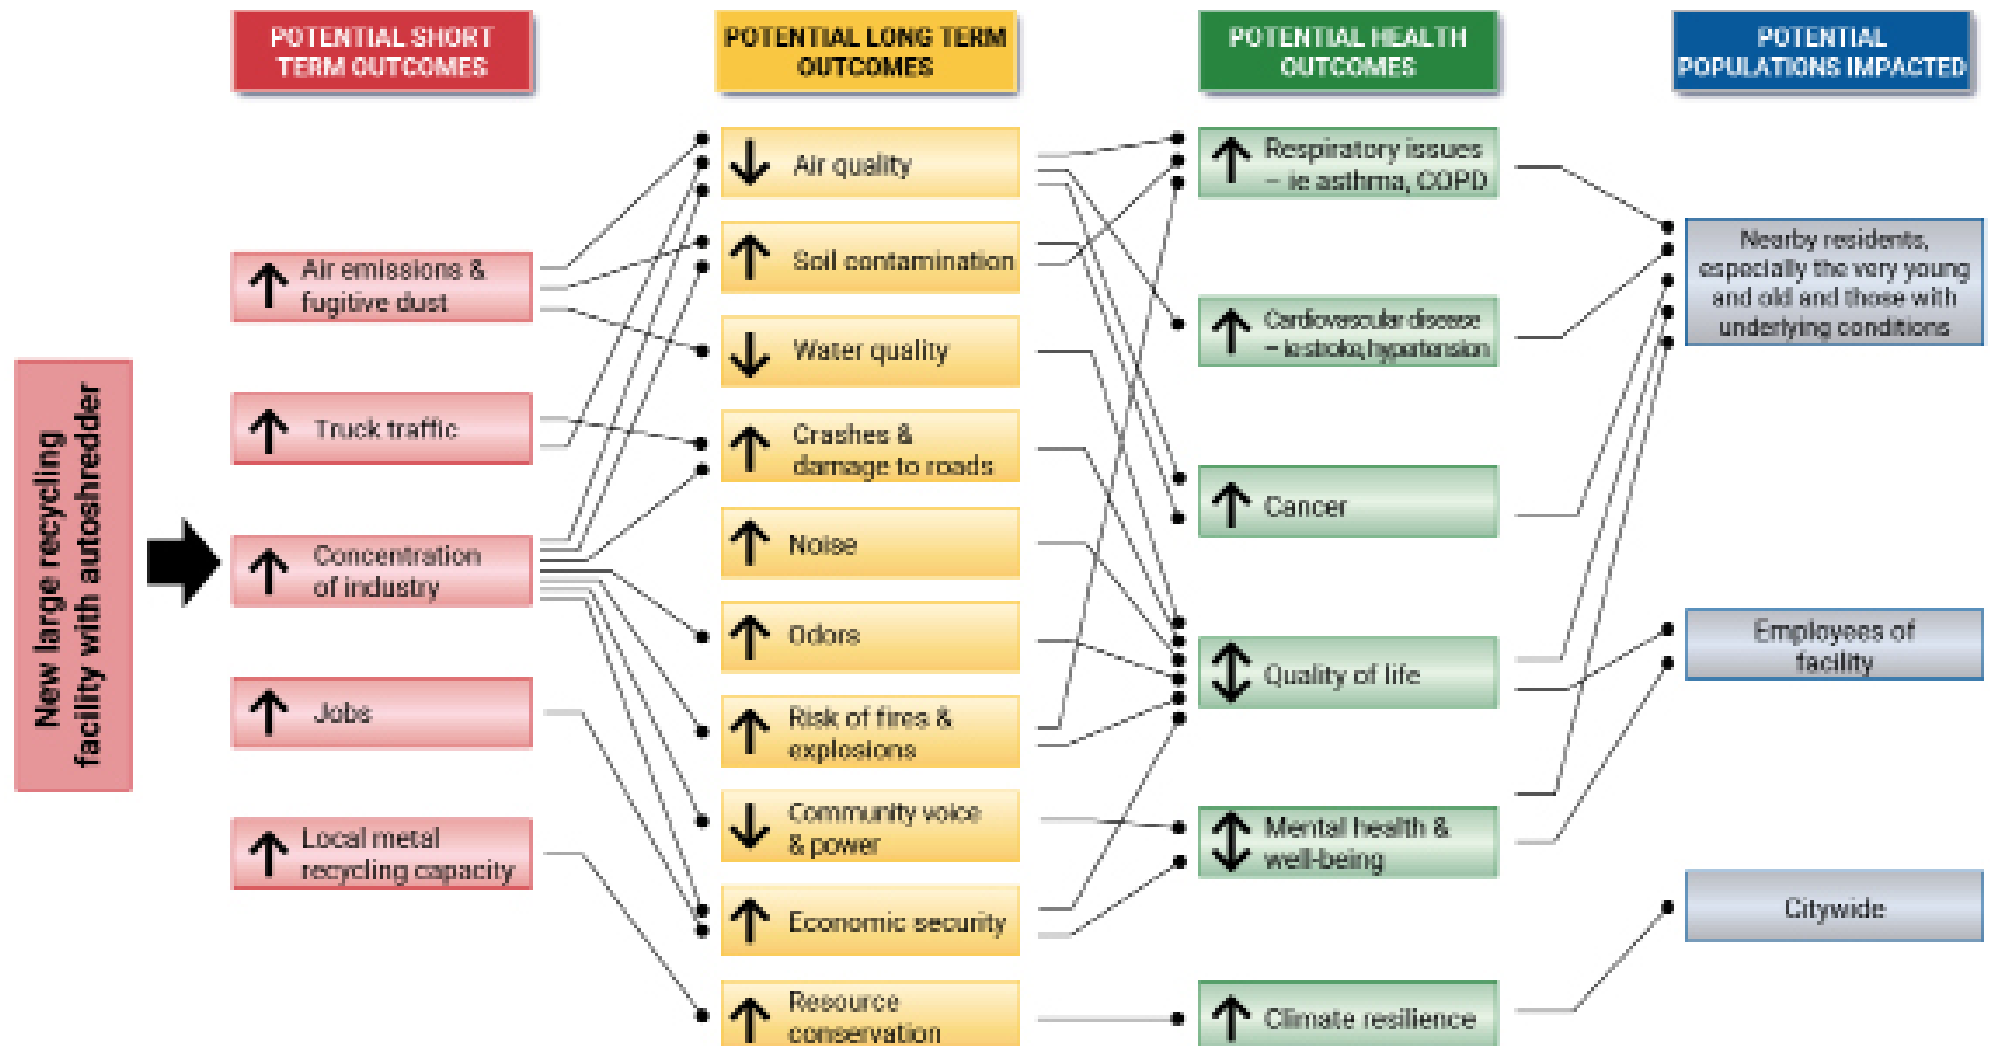 POTENTIAL SHORT
TERM OUTCOMES
POTENTIAL LONG TERM
OUTCOMES
POTENTIAL HEALTH
OUTCOMES
POTENTIAL
POPULATIONS IMPACTED
New large recycling
facility with autoshredder
Air emissions &
fugitive dust
Truck traffic
Concentration
of industry
Jobs
Local metal
recycling capacity
Air quality
Soil contamination
Water quality
Crashes &
damage to roads
Noise
Odors
Risk of fires &
explosions
Community voice
& power
Economic security
Resource
conservation
Respiratory issues
– ie asthma, COPD
Cardiovascular disease
– ie stroke, hypertension
Cancer
Quality of life
Mental health &
well-being
Climate resilience
Nearby residents,
especially the very young
and old and those with
underlying conditions
Employees of
facility
Citywide